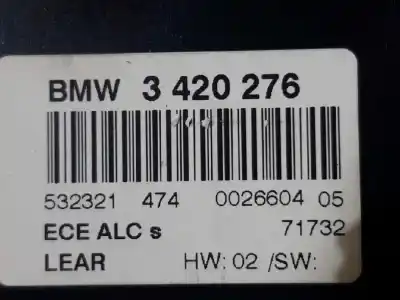 BMW 3 420 276
532321 474 0026604 05
ECE ALC s 71732
LEAR HW: 02 /SW: